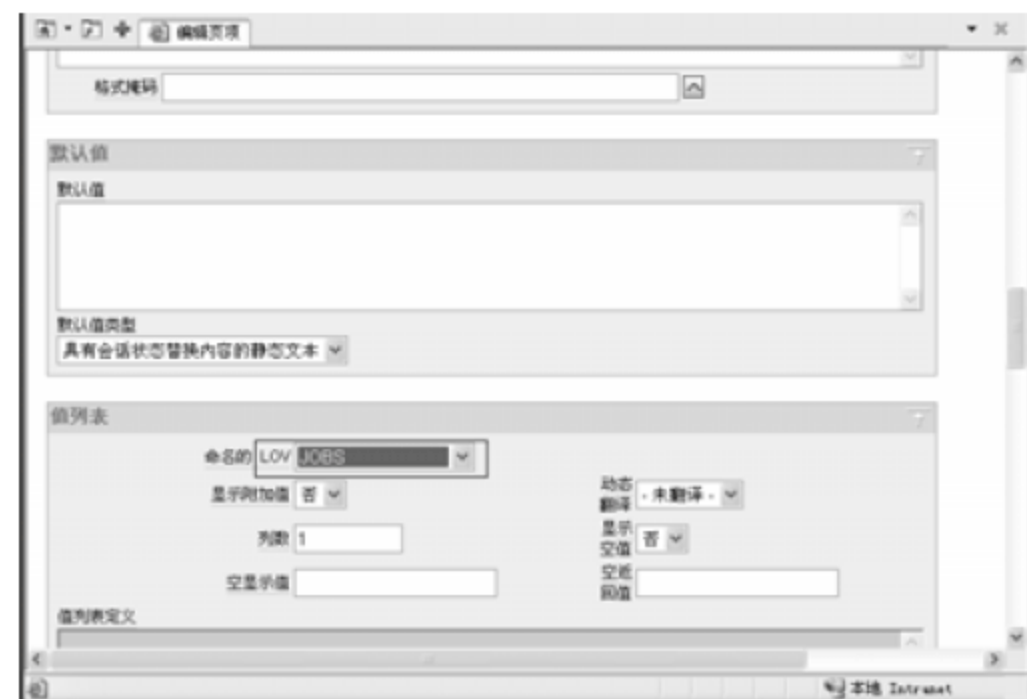 编辑页项
格式掩码
默认值
默认值
默认值类型
具有会话状态替换内容的静态文本
值列表
命名的 LOV JOBS
显示附加值 否 动态翻译 - 未翻译 -
列数 1 显示空值 否
空显示值 空返回值
值列表定义
本地 Intranet